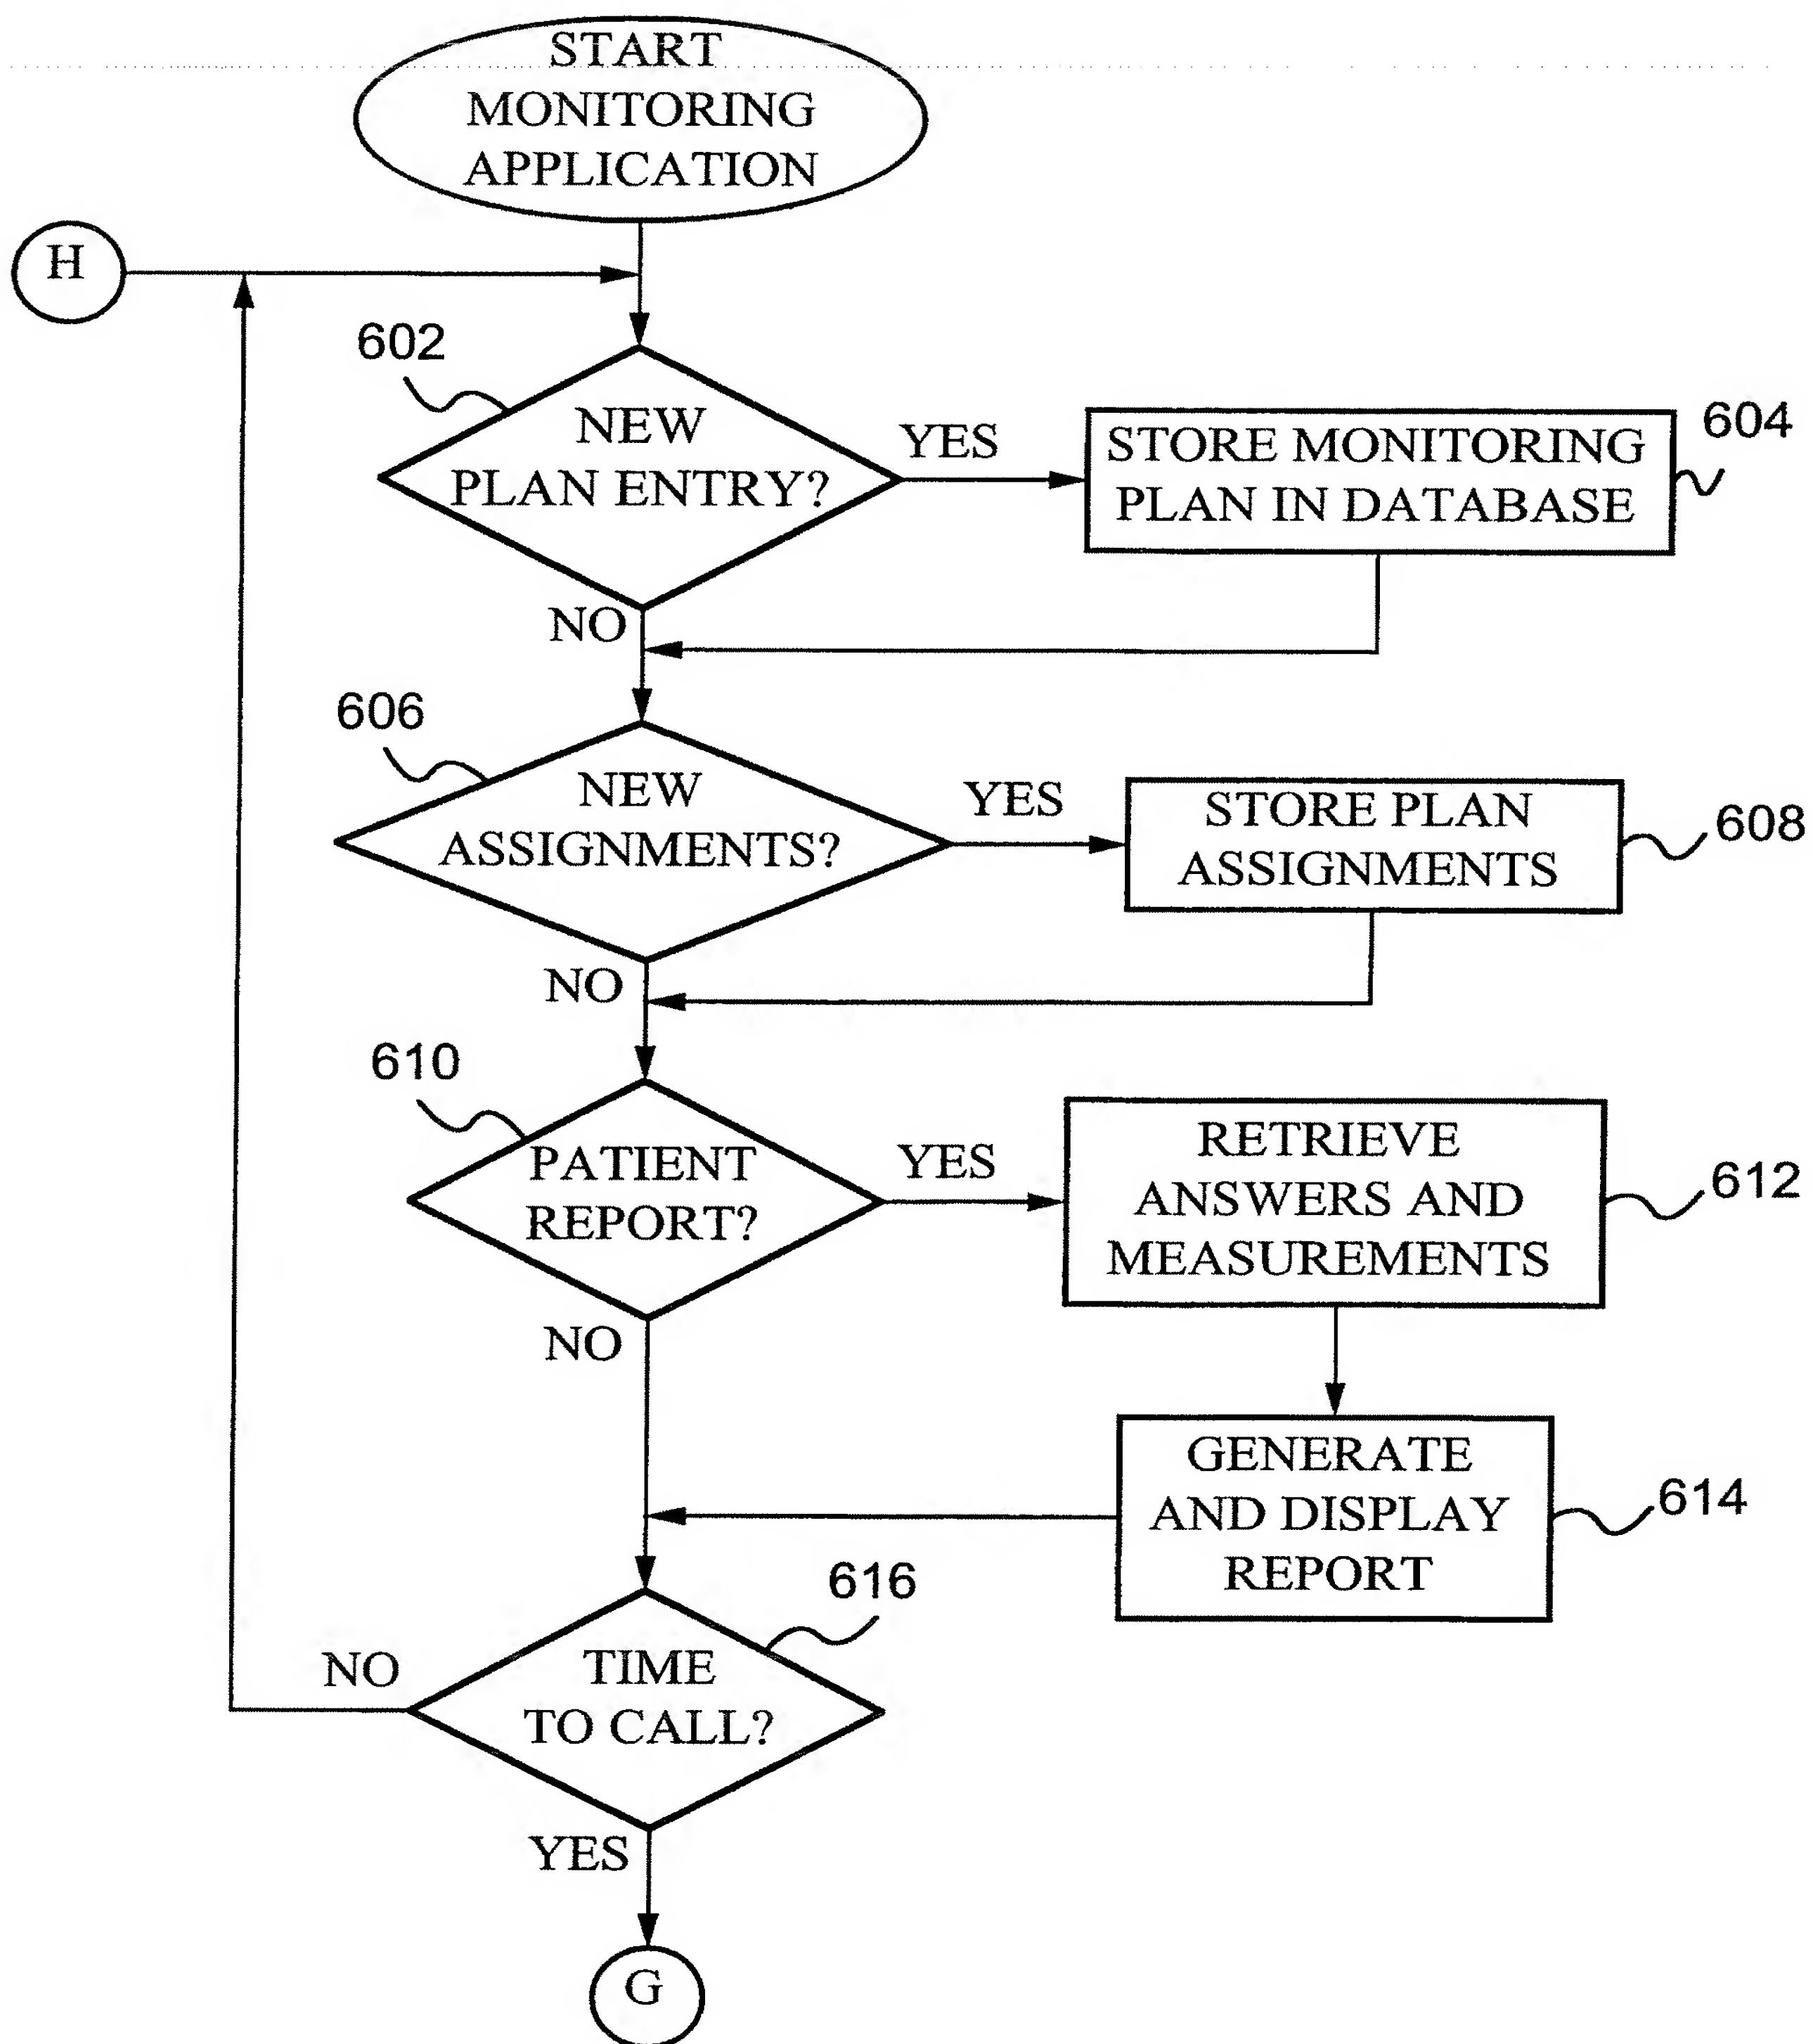 START
MONITORING
APPLICATION
H
602
NEW
PLAN ENTRY?
YES
STORE MONITORING
PLAN IN DATABASE
604
NO
606
NEW
ASSIGNMENTS?
YES
STORE PLAN
ASSIGNMENTS
608
NO
610
PATIENT
REPORT?
YES
RETRIEVE
ANSWERS AND
MEASUREMENTS
612
NO
GENERATE
AND DISPLAY
REPORT
614
616
TIME
TO CALL?
NO
YES
G